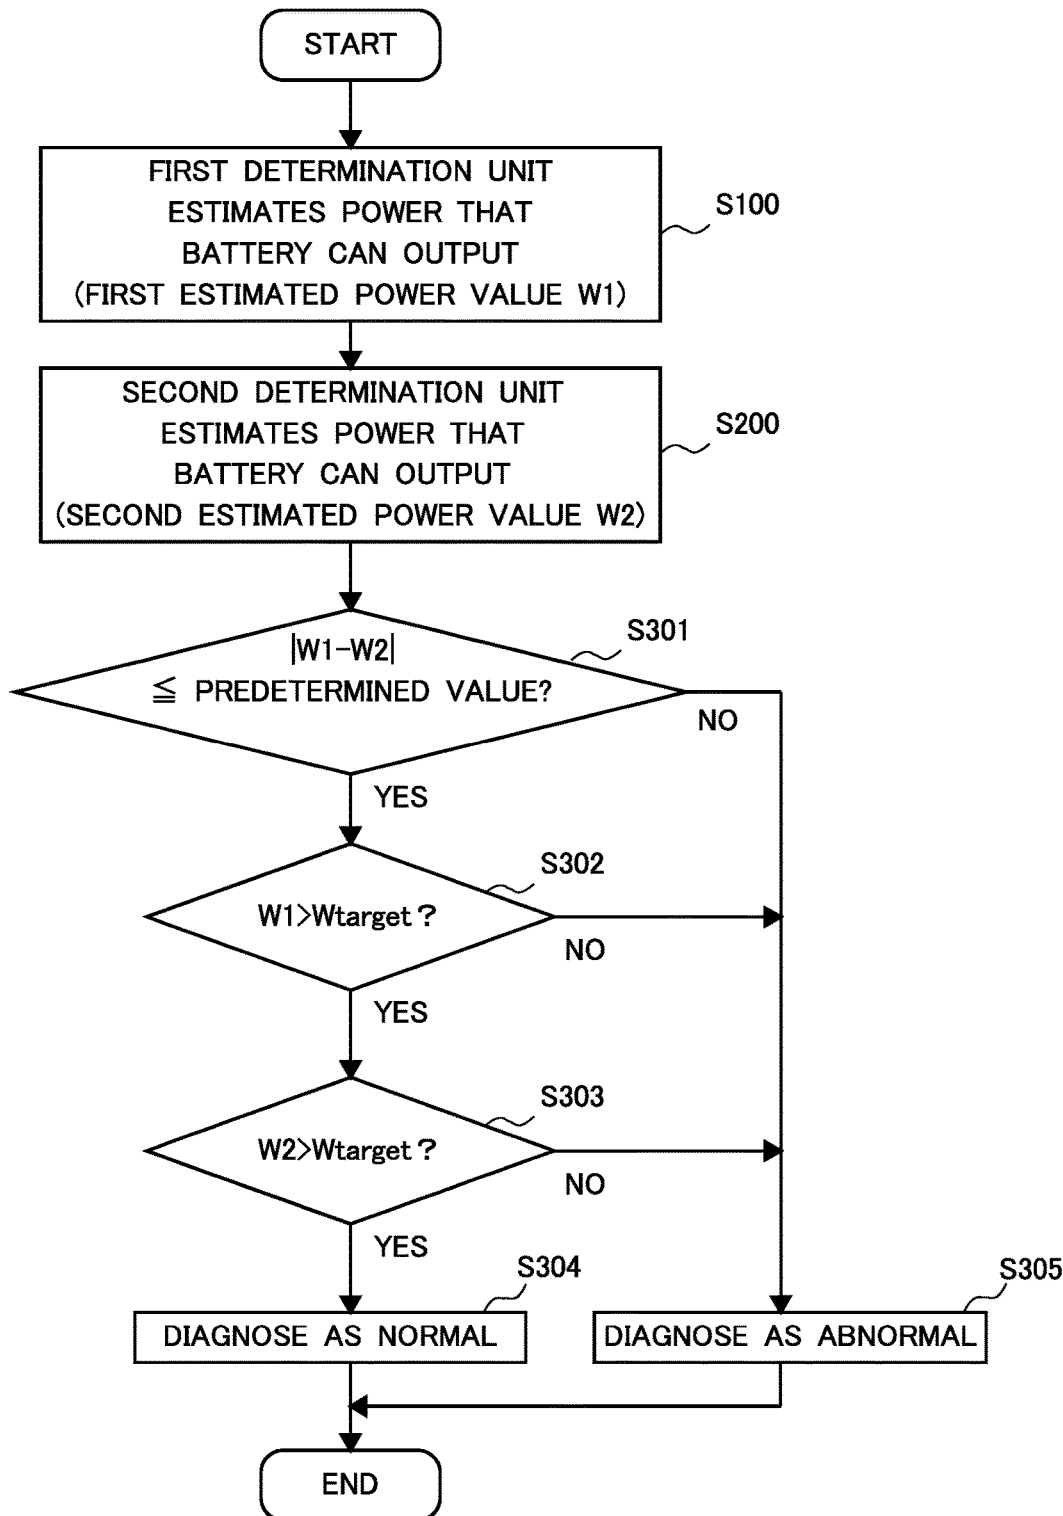 START
FIRST DETERMINATION UNIT
ESTIMATES POWER THAT
BATTERY CAN OUTPUT
(FIRST ESTIMATED POWER VALUE W1)
S100
SECOND DETERMINATION UNIT
ESTIMATES POWER THAT
BATTERY CAN OUTPUT
(SECOND ESTIMATED POWER VALUE W2)
S200
|W1-W2|
≦ PREDETERMINED VALUE?
S301
NO
YES
W1>Wtarget?
S302
NO
YES
W2>Wtarget?
S303
NO
YES
S304
DIAGNOSE AS NORMAL
S305
DIAGNOSE AS ABNORMAL
END